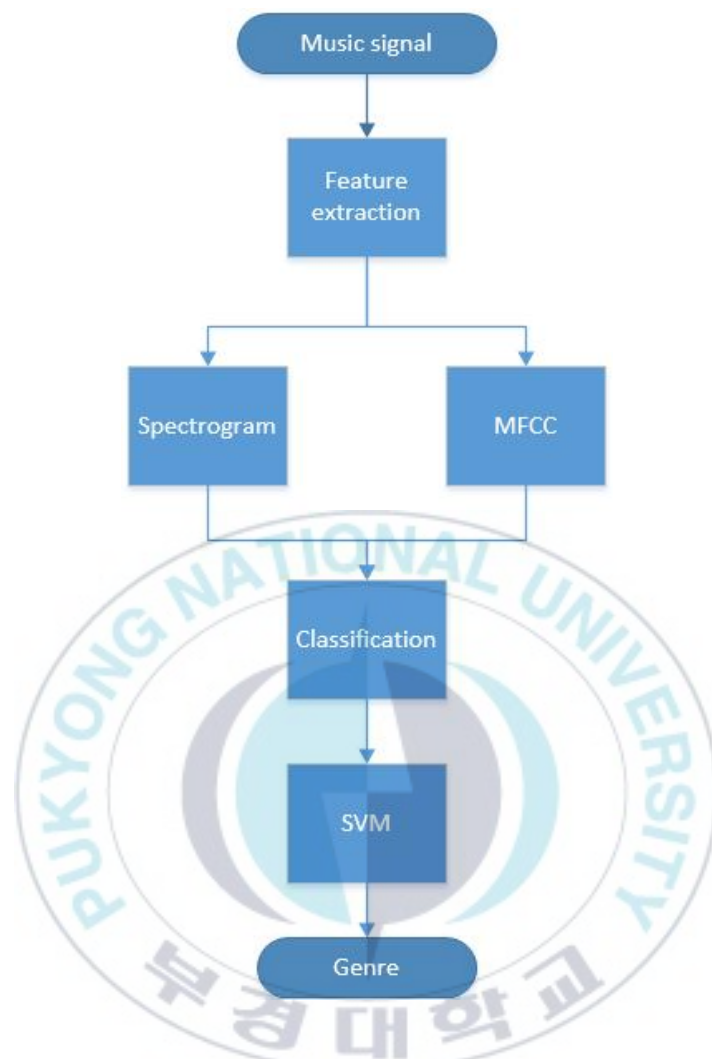 Music signal
Feature
extraction
Spectrogram
MFCC
PUKYONG NATIONAL UNIVERSITY
Classification
SVM
Genre
부경대학교